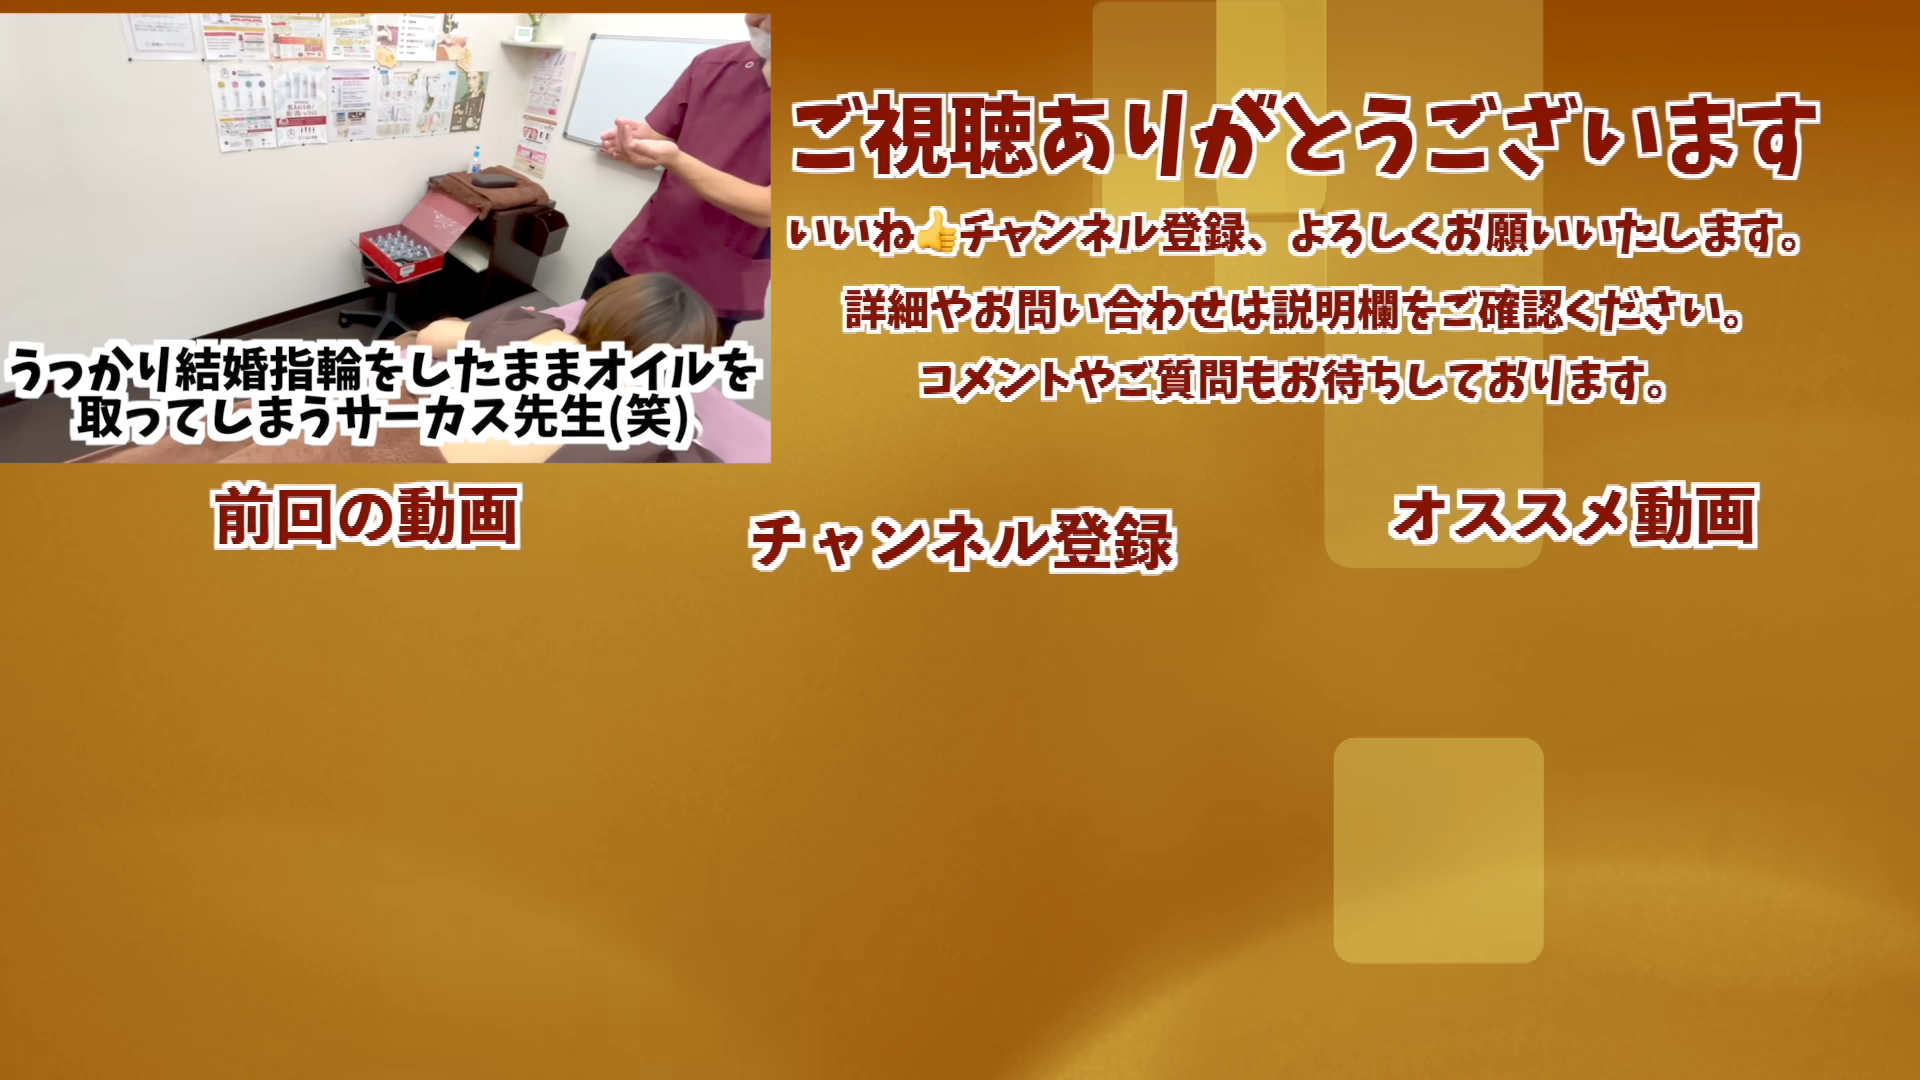 ご視聴ありがとうございます
いいね👍チャンネル登録、よろしくお願いいたします。
詳細やお問い合わせは説明欄をご確認ください。
コメントやご質問もお待ちしております。
うっかり結婚指輪をしたままオイルを
取ってしまうサーカス先生(笑)
前回の動画
チャンネル登録
オススメ動画